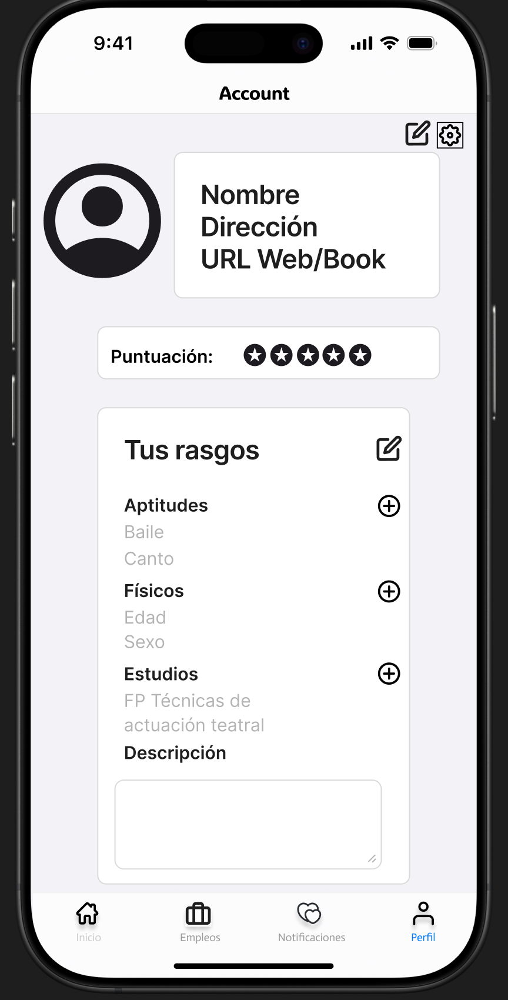 9:41
Account
Nombre
Dirección
URL Web/Book
Puntuación:
Tus rasgos
Aptitudes
Baile
Canto
Físicos
Edad
Sexo
Estudios
FP Técnicas de
actuación teatral
Descripción
Inicio
Empleos
Notificaciones
Perfil